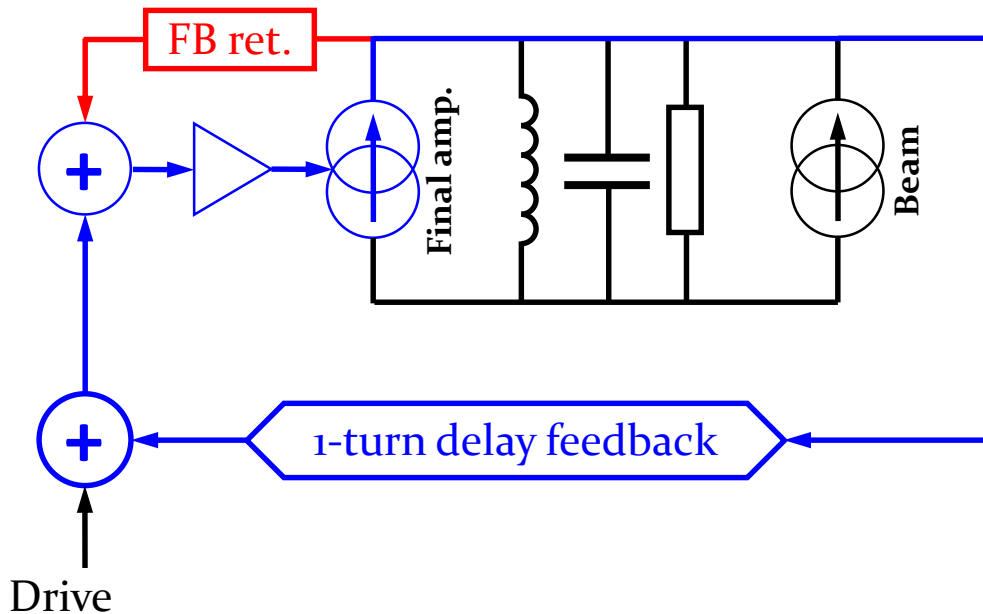 FB ret.
+
Final amp.
Beam
+
1-turn delay feedback
Drive